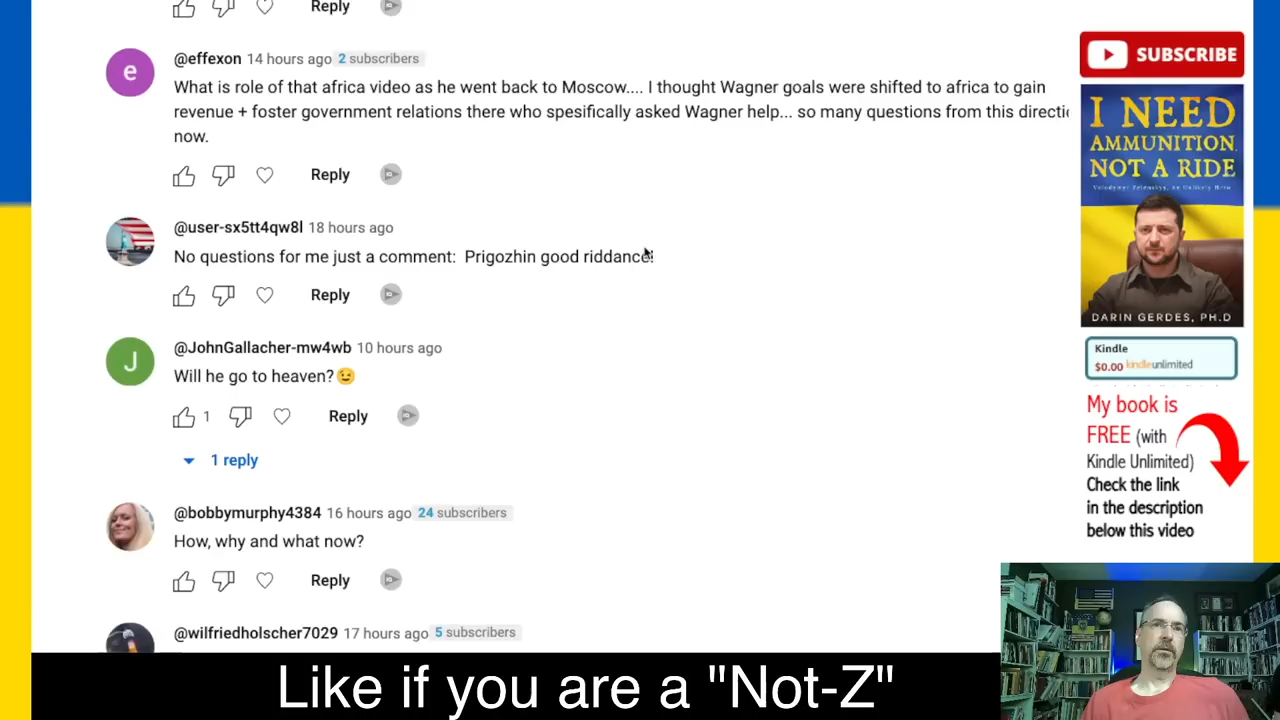 Reply
@effexon 14 hours ago 2 subscribers
What is role of that africa video as he went back to Moscow.... I thought Wagner goals were shifted to africa to gain
revenue + foster government relations there who spesifically asked Wagner help... so many questions from this directi
now.
Reply
@user-sx5tt4qw8l 18 hours ago
No questions for me just a comment: Prigozhin good riddance!
Reply
@JohnGallacher-mw4wb 10 hours ago
Will he go to heaven?😉
1 Reply
1 reply
@bobbymurphy4384 16 hours ago 24 subscribers
How, why and what now?
Reply
@wilfriedholscher7029 17 hours ago 5 subscribers
Like if you are a "Not-Z"
SUBSCRIBE
I NEED
AMMUNITION,
NOT A RIDE
Volodymyr Zelenskyy, An Unlikely Hero
DARIN GERDES, PH.D
Kindle
$0.00 kindleunlimited
My book is
FREE (with
Kindle Unlimited)
Check the link
in the description
below this video
e
J